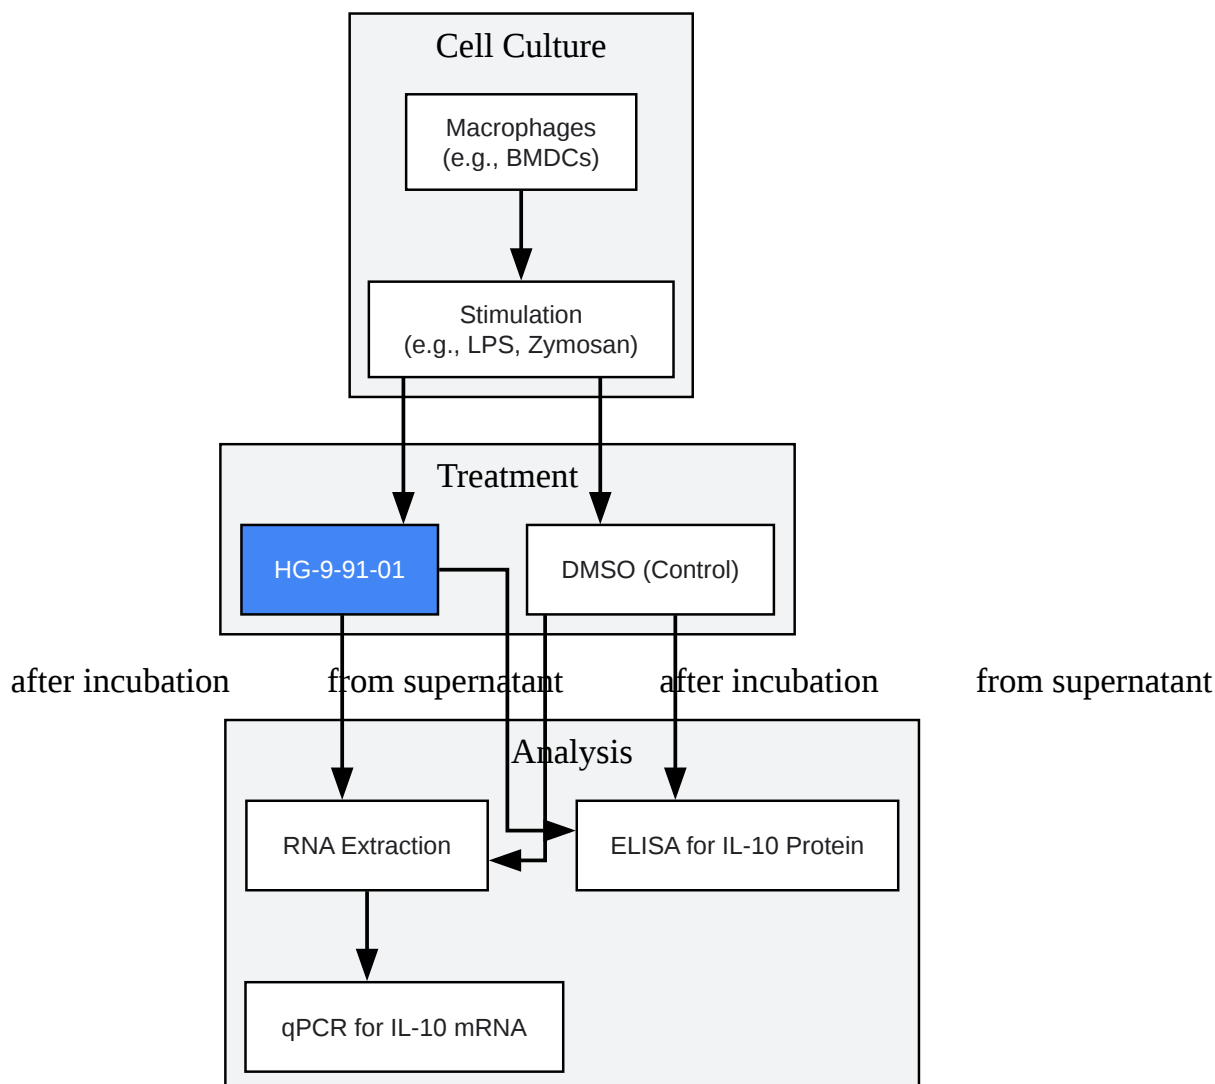 Cell Culture
Macrophages
(e.g., BMDCs)
Stimulation
(e.g., LPS, Zymosan)
Treatment
HG-9-91-01
DMSO (Control)
after incubation
from supernatant
after incubation
from supernatant
Analysis
RNA Extraction
ELISA for IL-10 Protein
qPCR for IL-10 mRNA